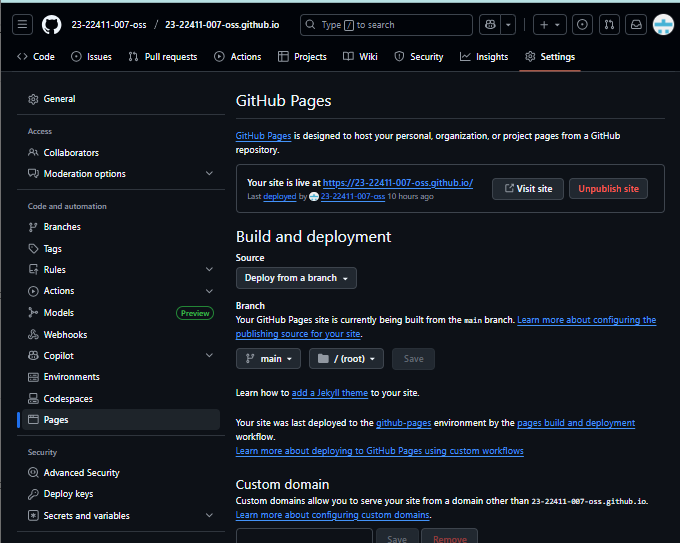 23-22411-007-oss / 23-22411-007-oss.github.io
Type / to search
Code
Issues
Pull requests
Actions
Projects
Wiki
Security
Insights
Settings
General
Access
Collaborators
Moderation options
Code and automation
Branches
Tags
Rules
Actions
Models Preview
Webhooks
Copilot
Environments
Codespaces
Pages
Security
Advanced Security
Deploy keys
Secrets and variables
GitHub Pages
GitHub Pages is designed to host your personal, organization, or project pages from a GitHub
repository.
Your site is live at https://23-22411-007-oss.github.io/
Last deployed by 23-22411-007-oss 10 hours ago
Visit site
Unpublish site
Build and deployment
Source
Deploy from a branch
Branch
Your GitHub Pages site is currently being built from the main branch. Learn more about configuring the
publishing source for your site.
main
/ (root)
Save
Learn how to add a Jekyll theme to your site.
Your site was last deployed to the github-pages environment by the pages build and deployment
workflow.
Learn more about deploying to GitHub Pages using custom workflows
Custom domain
Custom domains allow you to serve your site from a domain other than 23-22411-007-oss.github.io.
Learn more about configuring custom domains.
Save
Remove